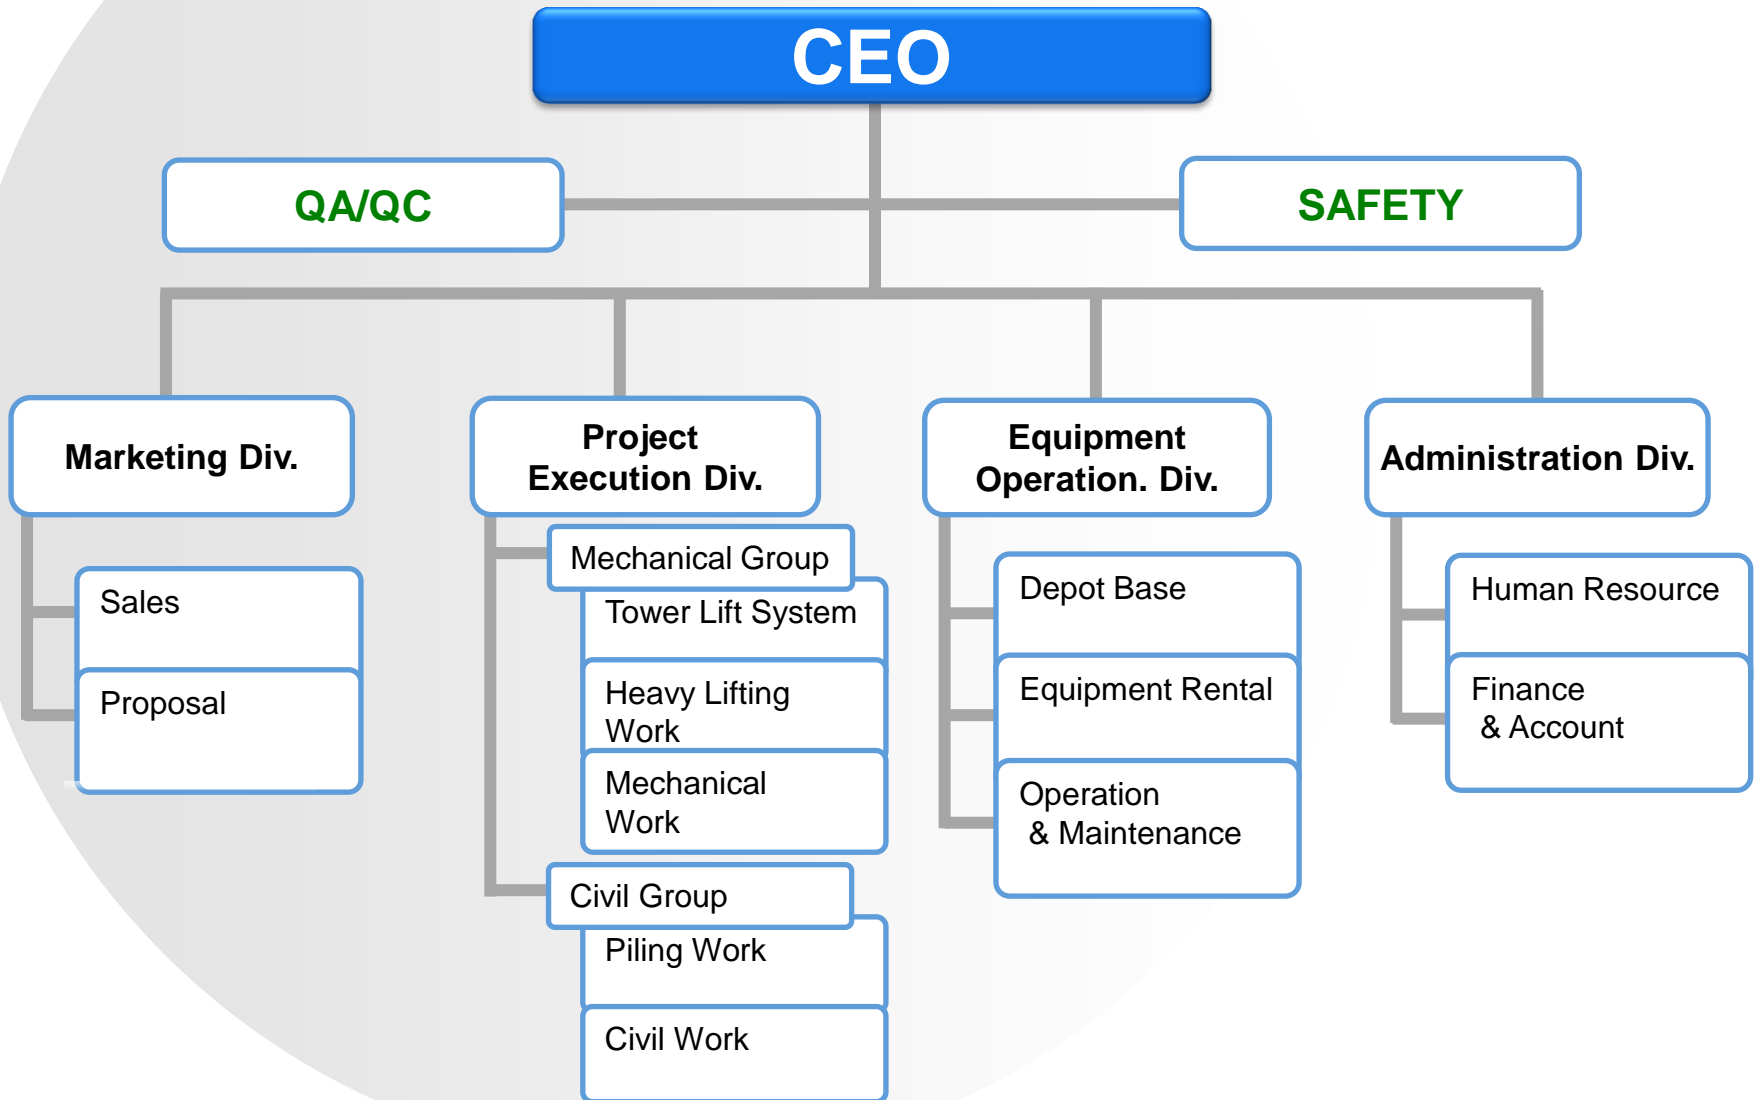 CEO
QA/QC
SAFETY
Marketing Div.
Sales
Proposal
Project
Execution Div.
Mechanical Group
Tower Lift System
Heavy Lifting
Work
Mechanical
Work
Civil Group
Piling Work
Civil Work
Equipment
Operation. Div.
Depot Base
Equipment Rental
Operation
& Maintenance
Administration Div.
Human Resource
Finance
& Account